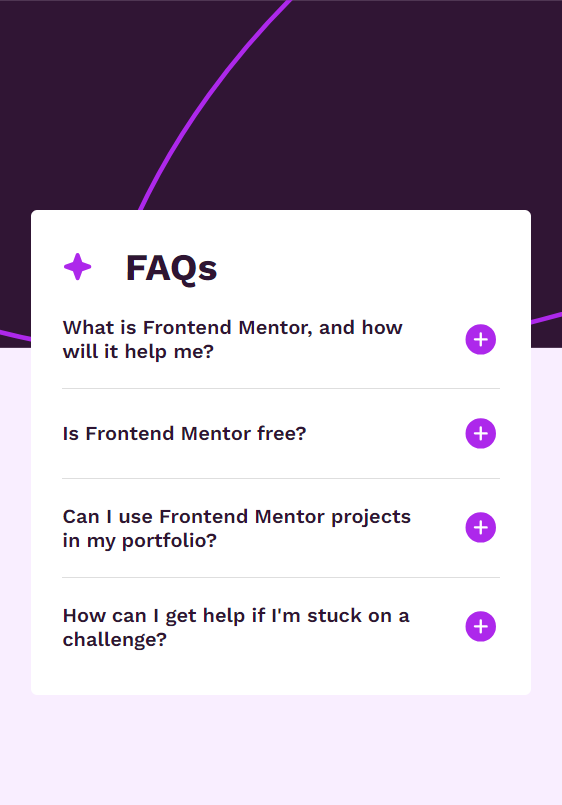 FAQs
What is Frontend Mentor, and how
will it help me?
Is Frontend Mentor free?
Can I use Frontend Mentor projects
in my portfolio?
How can I get help if I'm stuck on a
challenge?